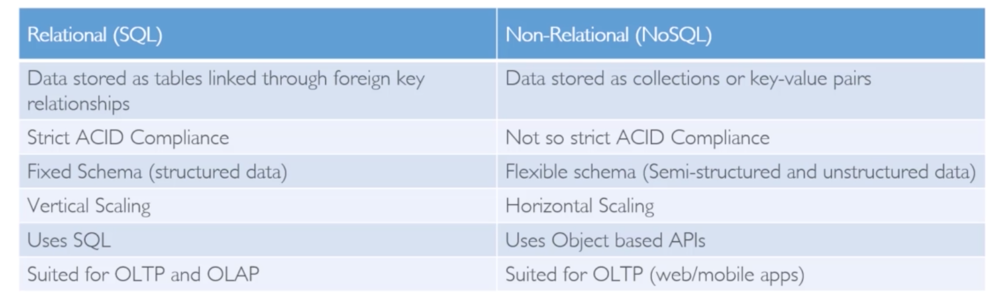 Relational (SQL)
Non-Relational (NoSQL)
Data stored as tables linked through foreign key
relationships
Data stored as collections or key-value pairs
Strict ACID Compliance
Not so strict ACID Compliance
Fixed Schema (structured data)
Flexible schema (Semi-structured and unstructured data)
Vertical Scaling
Horizontal Scaling
Uses SQL
Uses Object based APIs
Suited for OLTP and OLAP
Suited for OLTP (web/mobile apps)